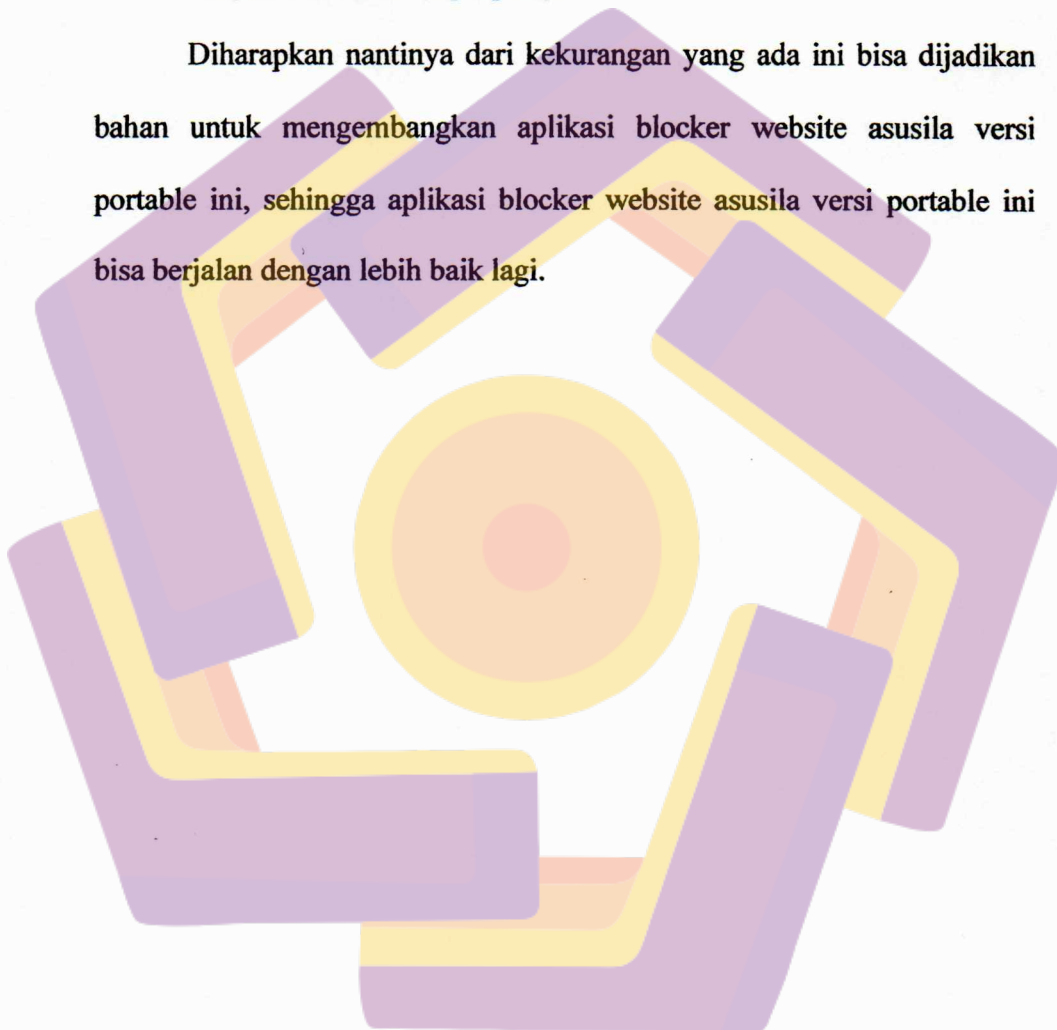 Diharapkan nantinya dari kekurangan yang ada ini bisa dijadikan
bahan untuk mengembangkan aplikasi blocker website asusila versi
portable ini, sehingga aplikasi blocker website asusila versi portable ini
bisa berjalan dengan lebih baik lagi.